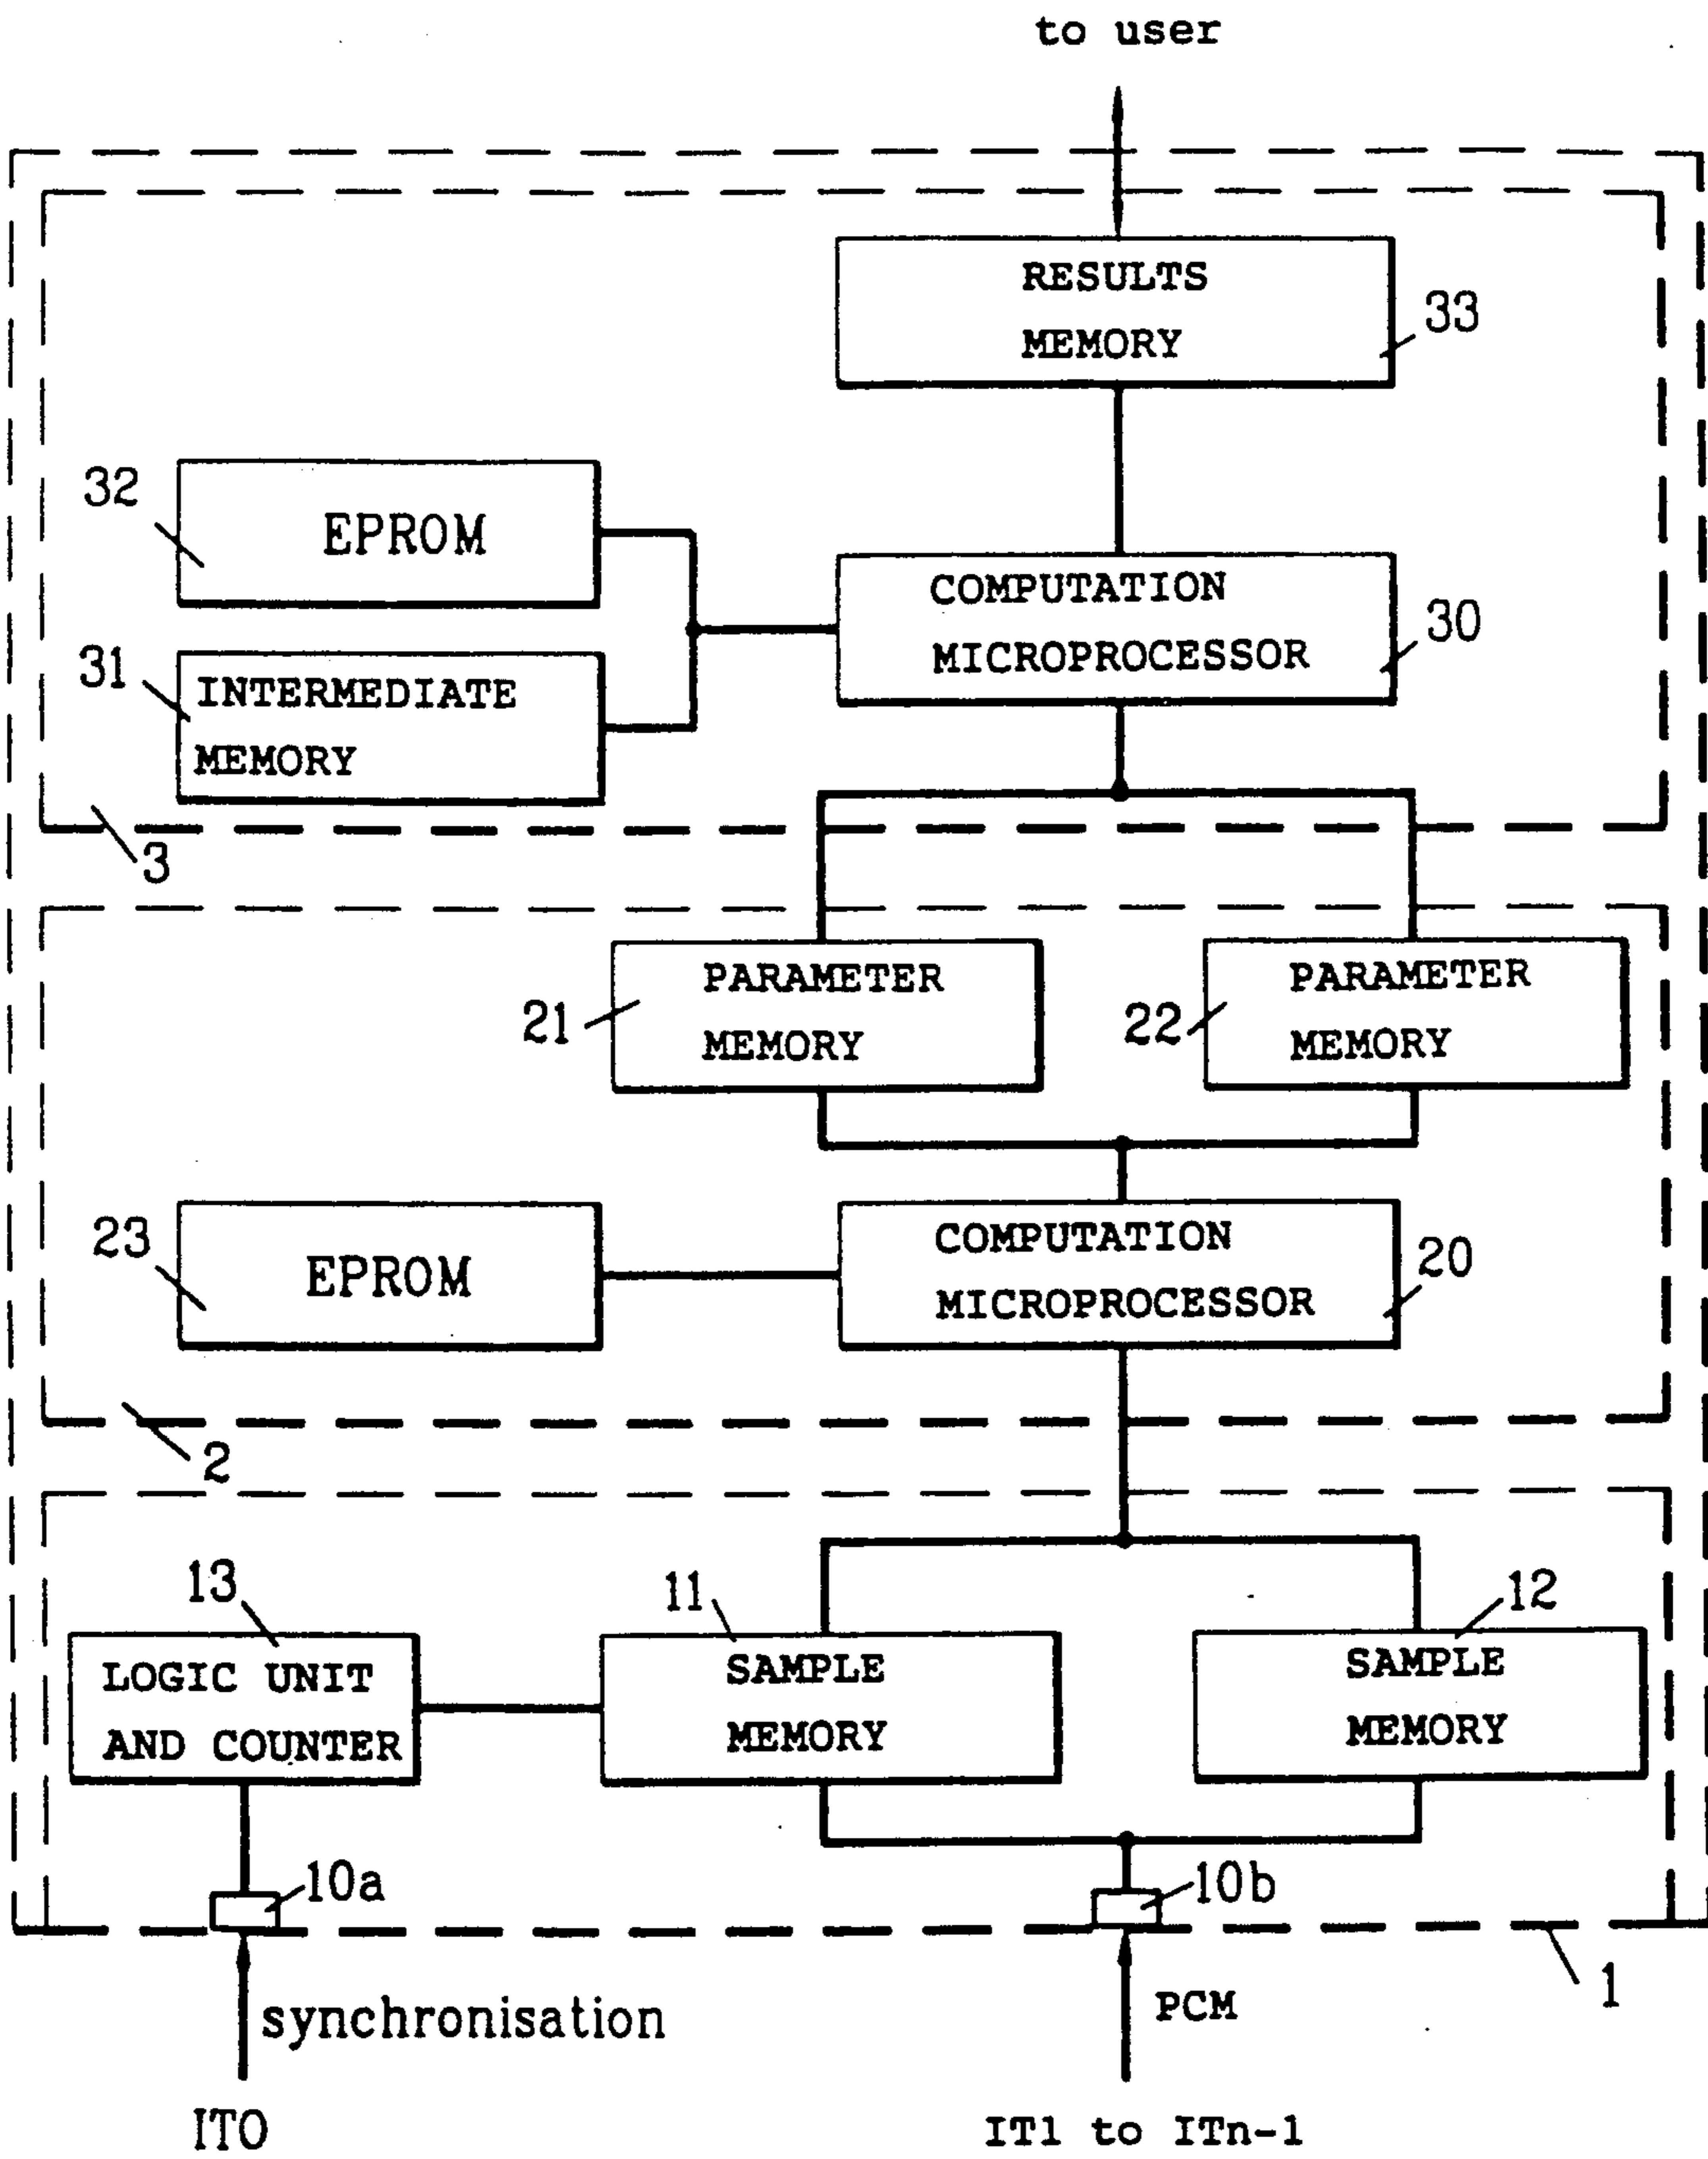 to user
RESULTS
MEMORY
33
32
EPROM
COMPUTATION
MICROPROCESSOR
30
31
INTERMEDIATE
MEMORY
3
PARAMETER
MEMORY
21
PARAMETER
MEMORY
22
23
EPROM
COMPUTATION
MICROPROCESSOR
20
2
13
LOGIC UNIT
AND COUNTER
11
SAMPLE
MEMORY
12
SAMPLE
MEMORY
10a
10b
1
synchronisation
PCM
IT0
IT1 to ITn-1